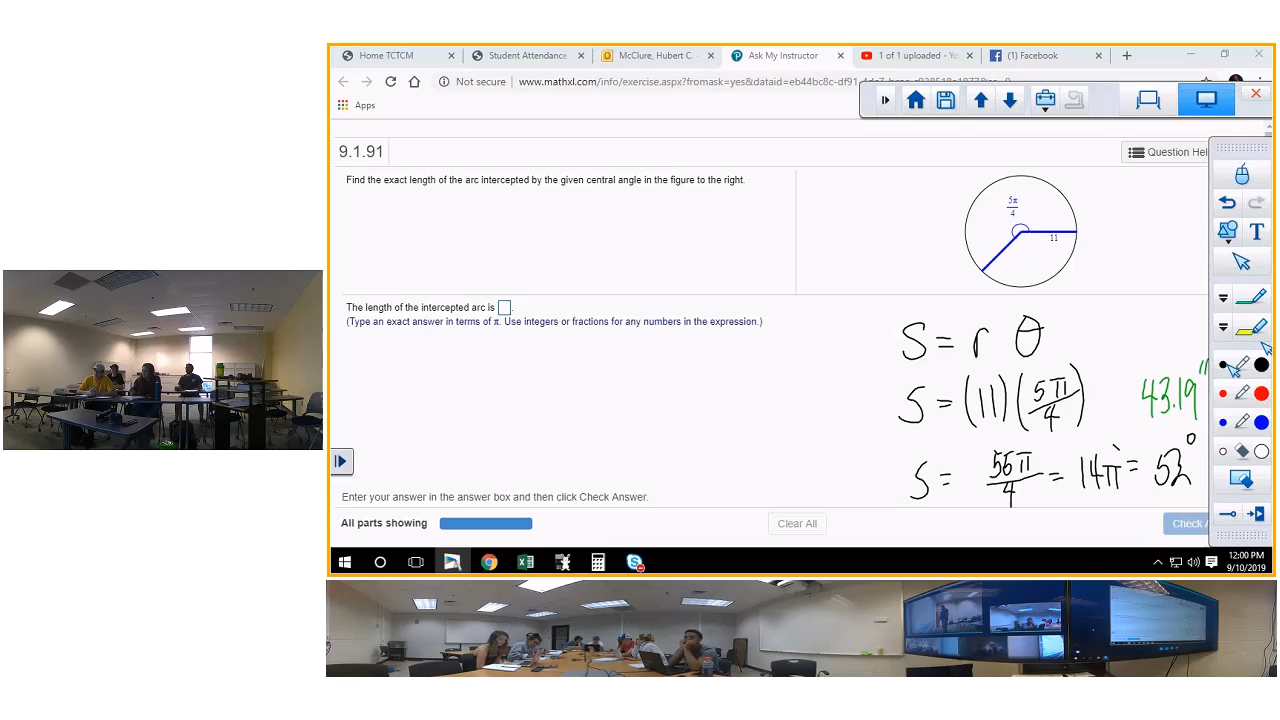 Home TCTCM
Student Attendance
McClure, Hubert C.
Ask My Instructor
1 of 1 uploaded - Yo
(1) Facebook
Not secure
Apps
9.1.91
Question Hel
Find the exact length of the arc intercepted by the given central angle in the figure to the right.
5π
4
11
The length of the intercepted arc is
(Type an exact answer in terms of π. Use integers or fractions for any numbers in the expression.)
S = r θ
S = (11) (5π/4)
43.19"
Enter your answer in the answer box and then click Check Answer.
All parts showing
Clear All
Check A
T
12:00 PM
9/10/2019